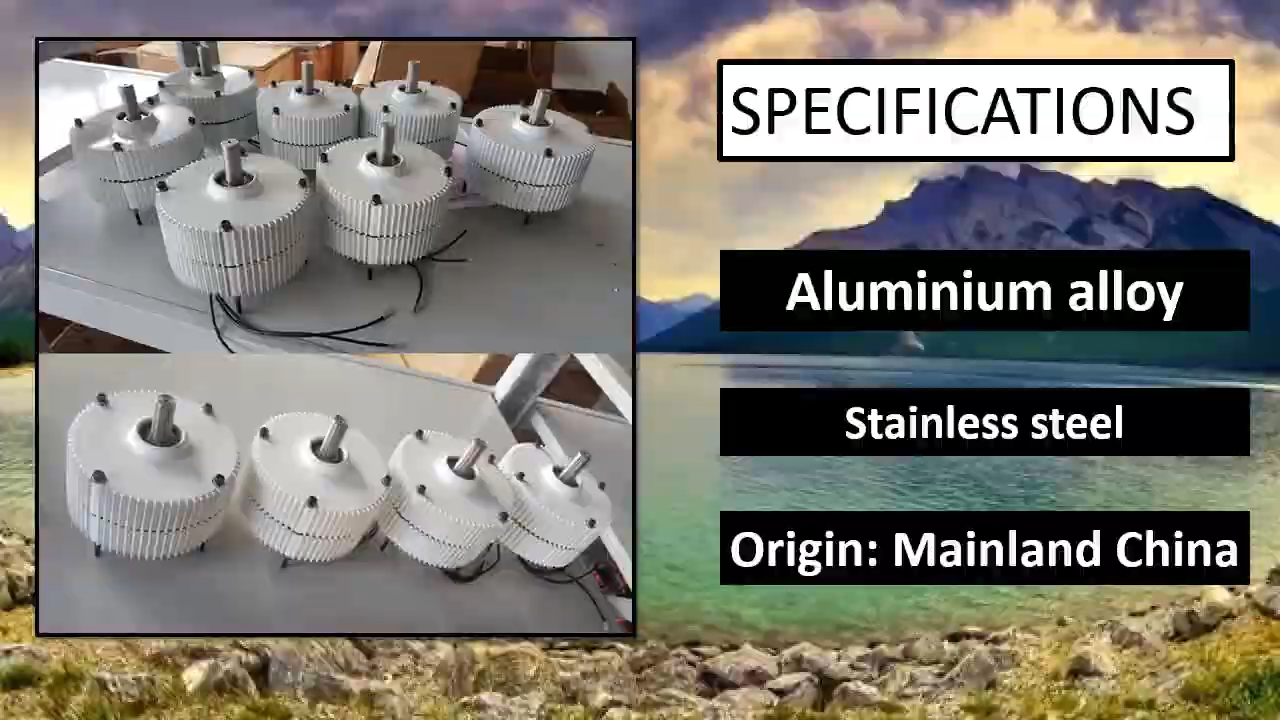 SPECIFICATIONS
Aluminium alloy
Stainless steel
Origin: Mainland China